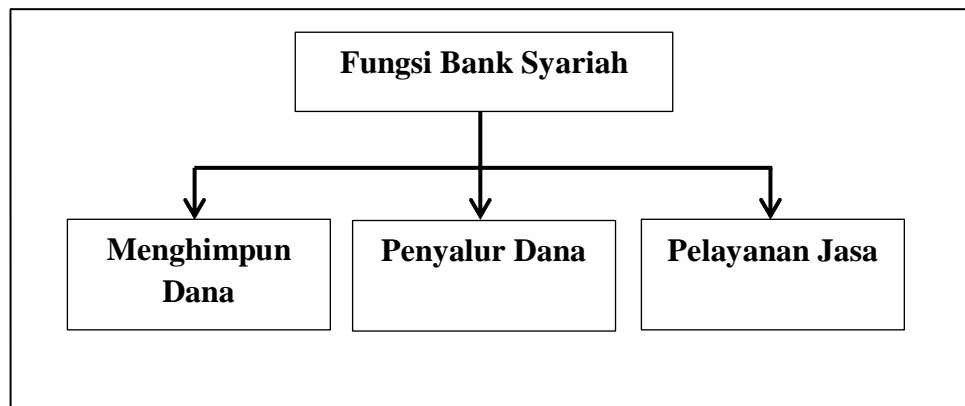 Fungsi Bank Syariah
Menghimpun
Dana
Penyalur Dana
Pelayanan Jasa